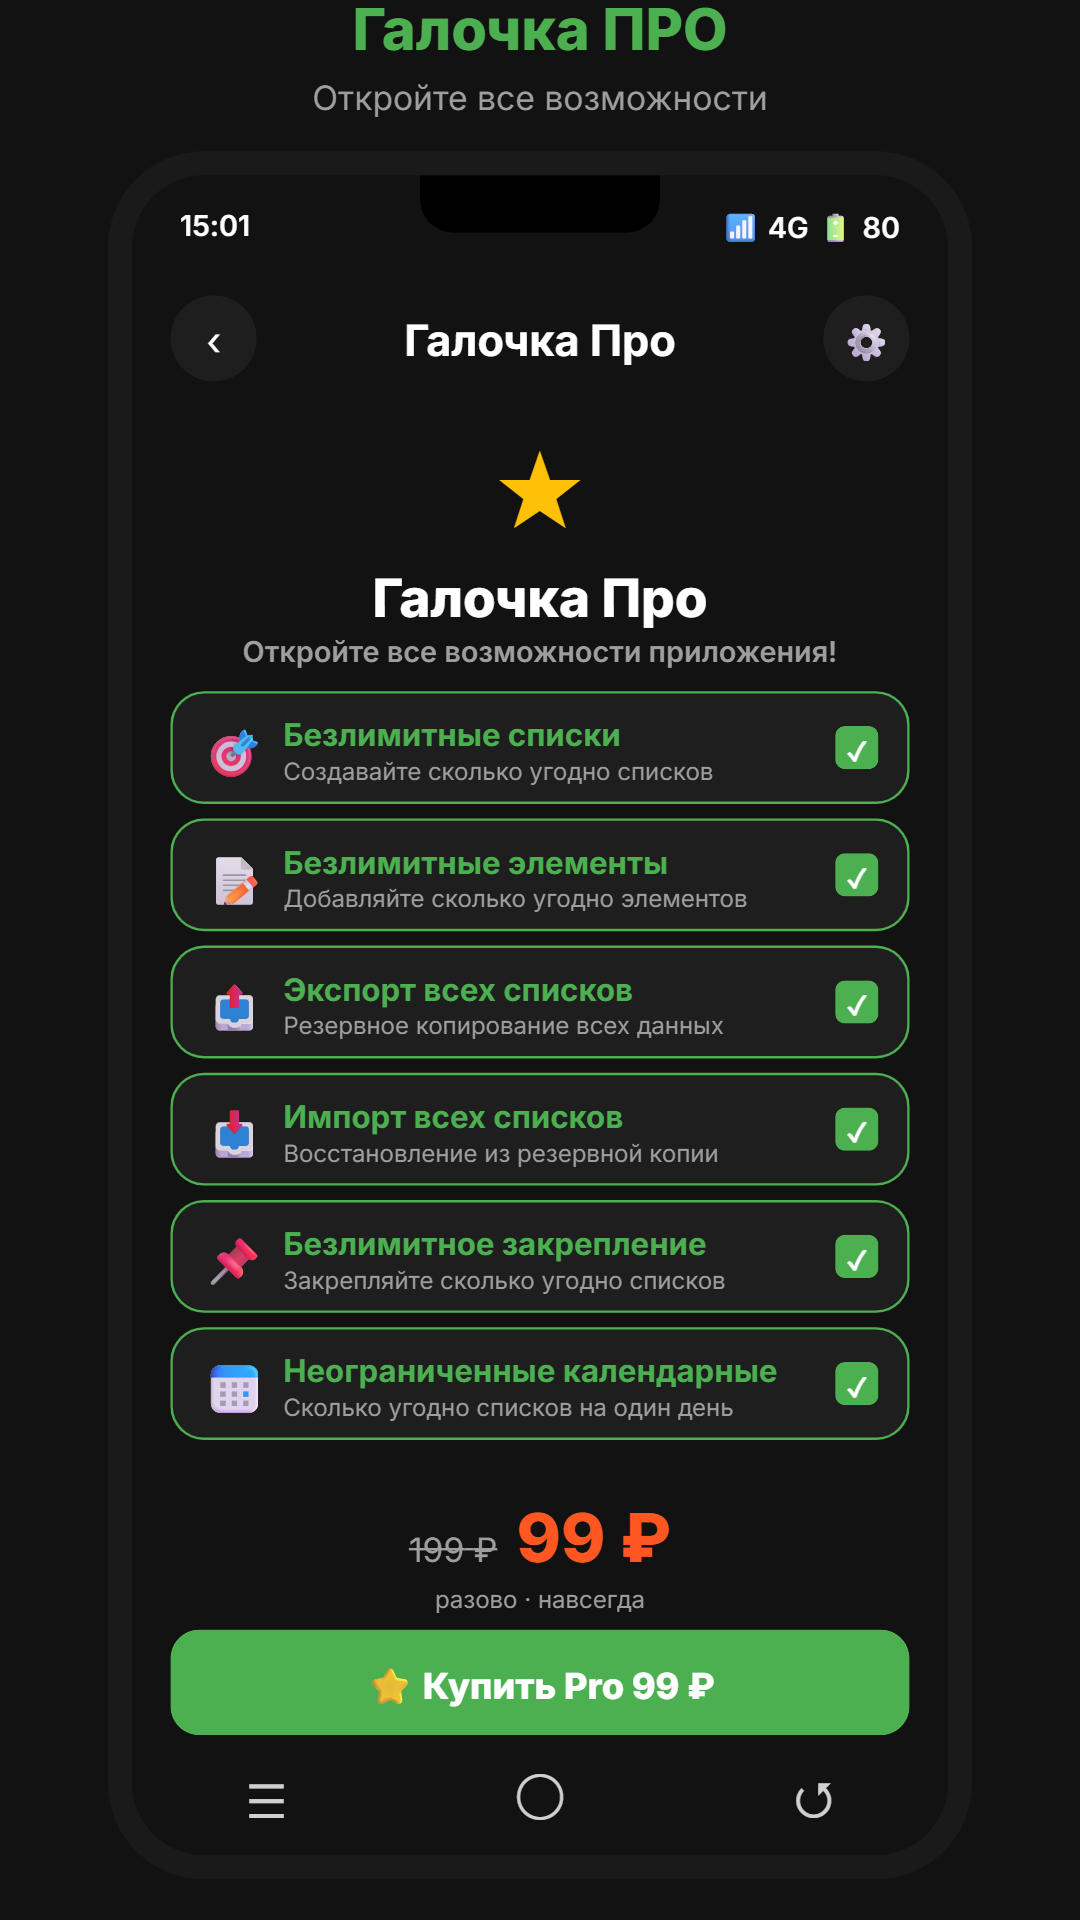 Галочка ПРО
Откройте все возможности
15:01
4G 80
Галочка Про
Галочка Про
Откройте все возможности приложения!
Безлимитные списки
Создавайте сколько угодно списков
Безлимитные элементы
Добавляйте сколько угодно элементов
Экспорт всех списков
Резервное копирование всех данных
Импорт всех списков
Восстановление из резервной копии
Безлимитное закрепление
Закрепляйте сколько угодно списков
Неограниченные календарные
Сколько угодно списков на один день
199 ₽ 99 ₽
разово · навсегда
Купить Pro 99 ₽